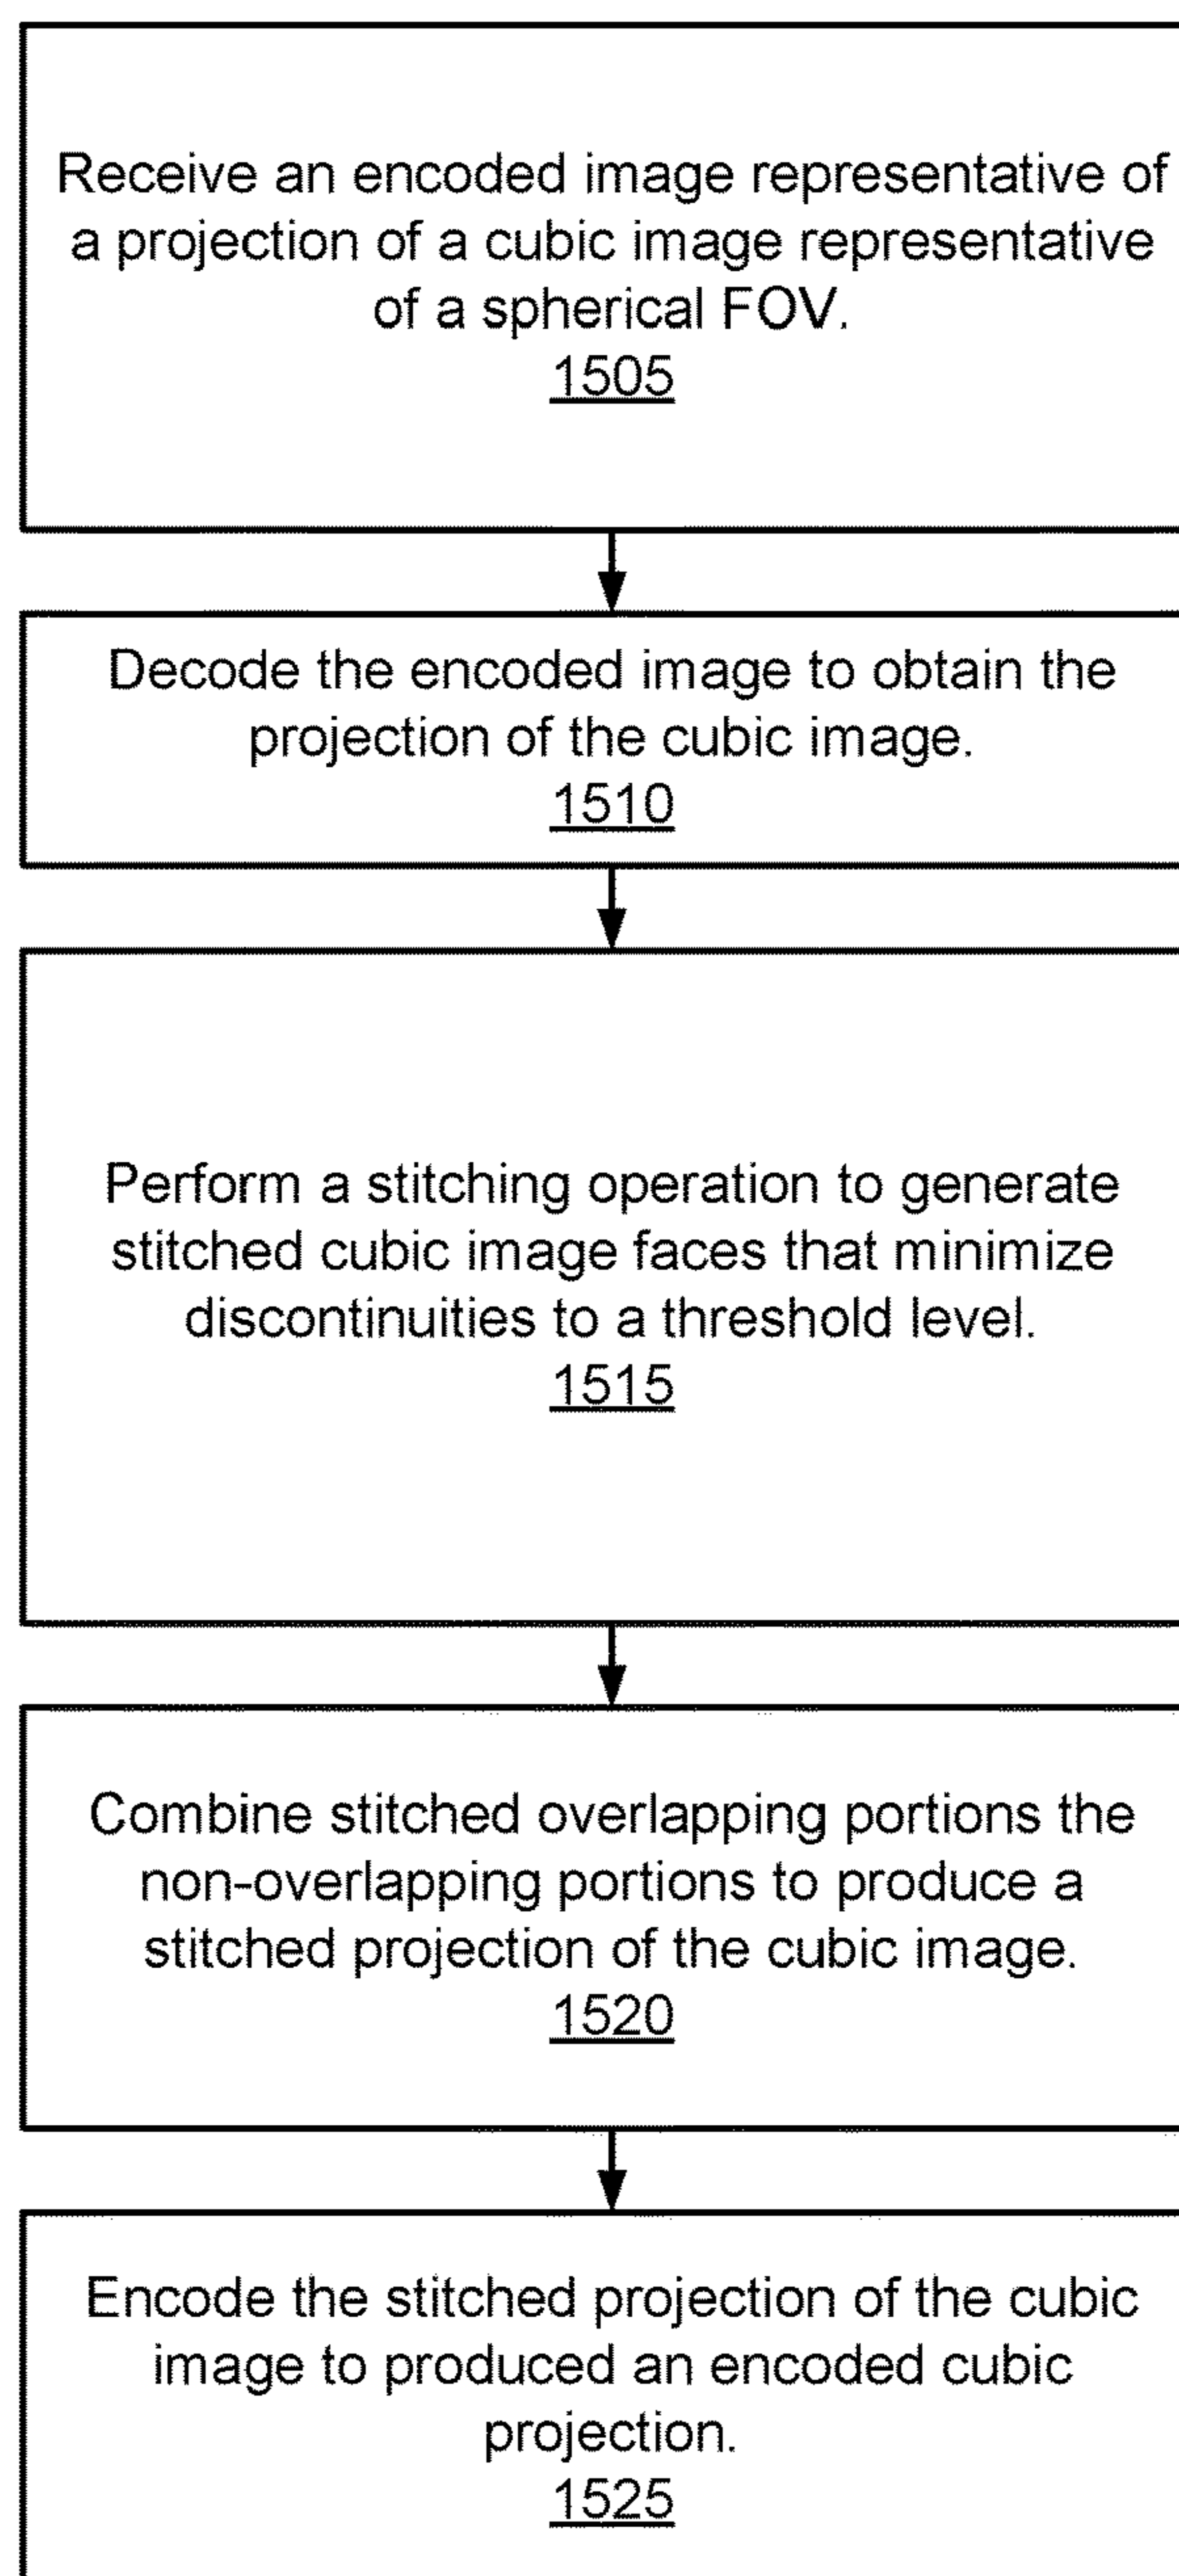 Receive an encoded image representative of
a projection of a cubic image representative
of a spherical FOV.
1505
Decode the encoded image to obtain the
projection of the cubic image.
1510
Perform a stitching operation to generate
stitched cubic image faces that minimize
discontinuities to a threshold level.
1515
Combine stitched overlapping portions the
non-overlapping portions to produce a
stitched projection of the cubic image.
1520
Encode the stitched projection of the cubic
image to produced an encoded cubic
projection.
1525